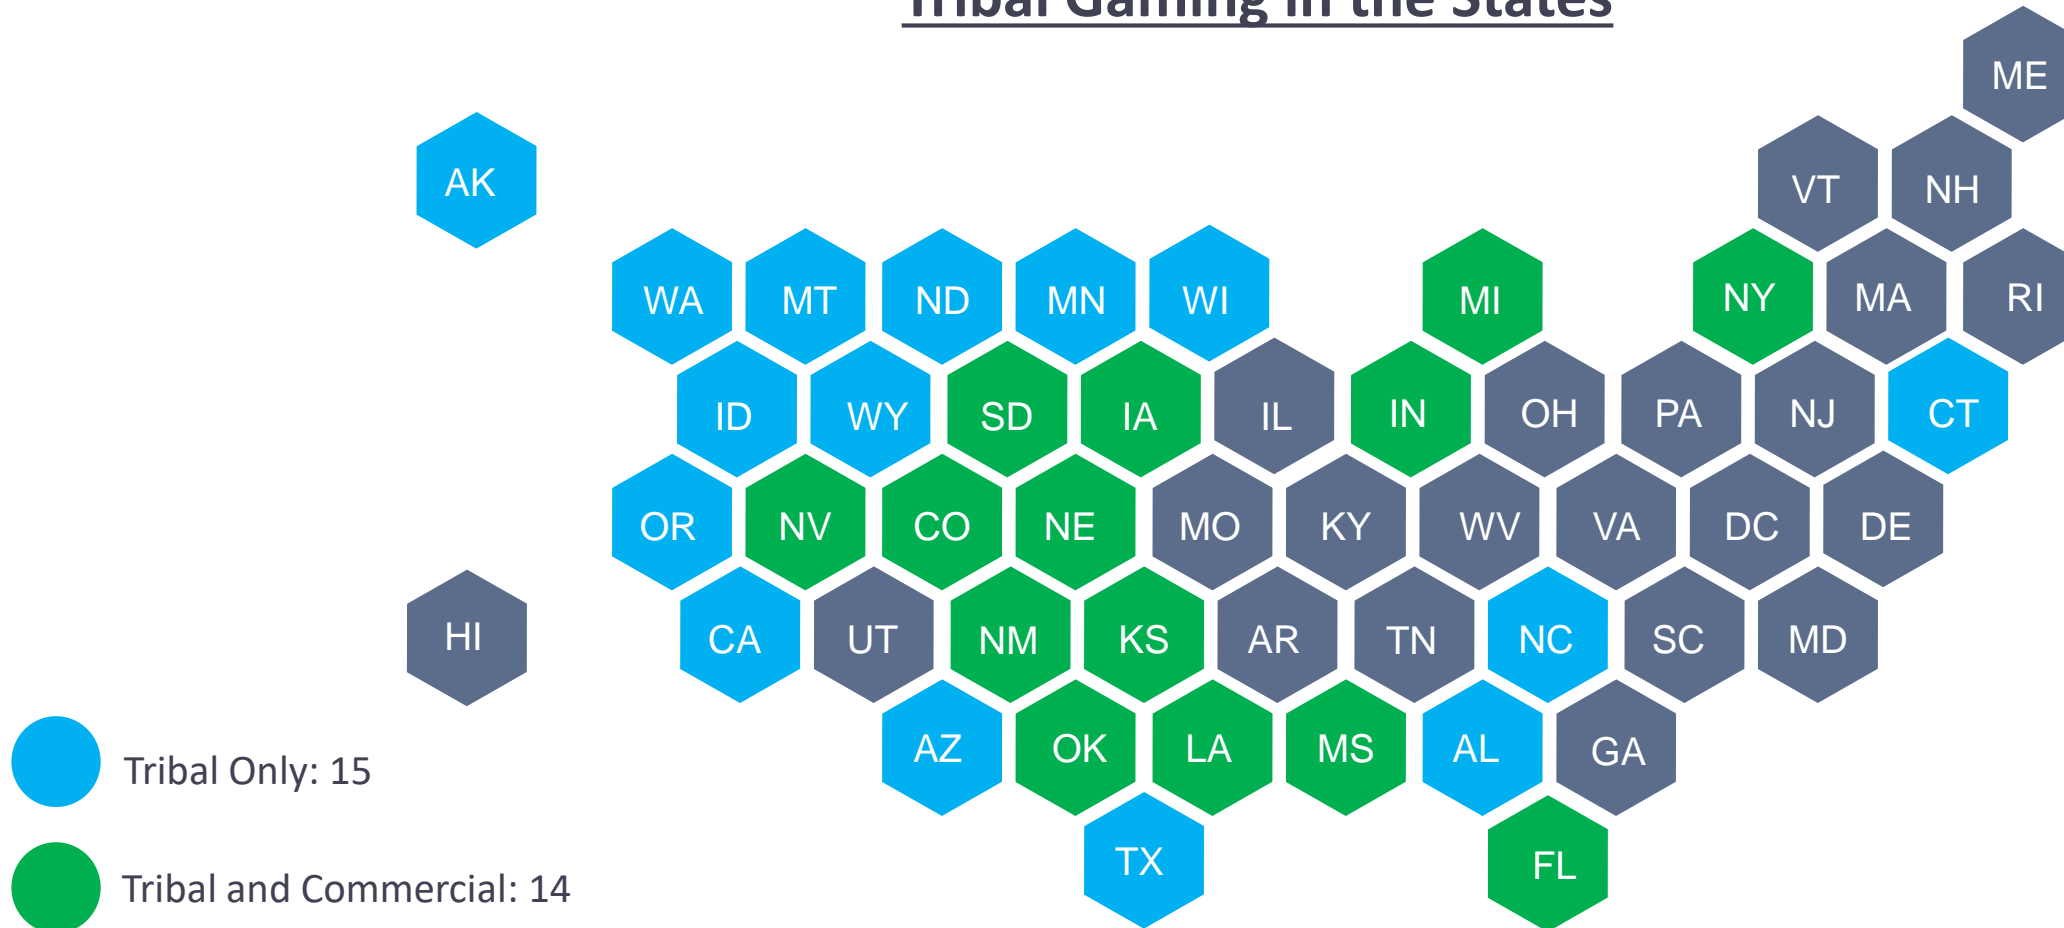 Tribal Gaming in the States
ME
AK
VT NH
WA MT ND MN WI MI NY MA RI
ID WY SD IA IL IN OH PA NJ CT
OR NV CO NE MO KY WV VA DC DE
HI CA UT NM KS AR TN NC SC MD
AZ OK LA MS AL GA
Tribal Only: 15
TX FL
Tribal and Commercial: 14